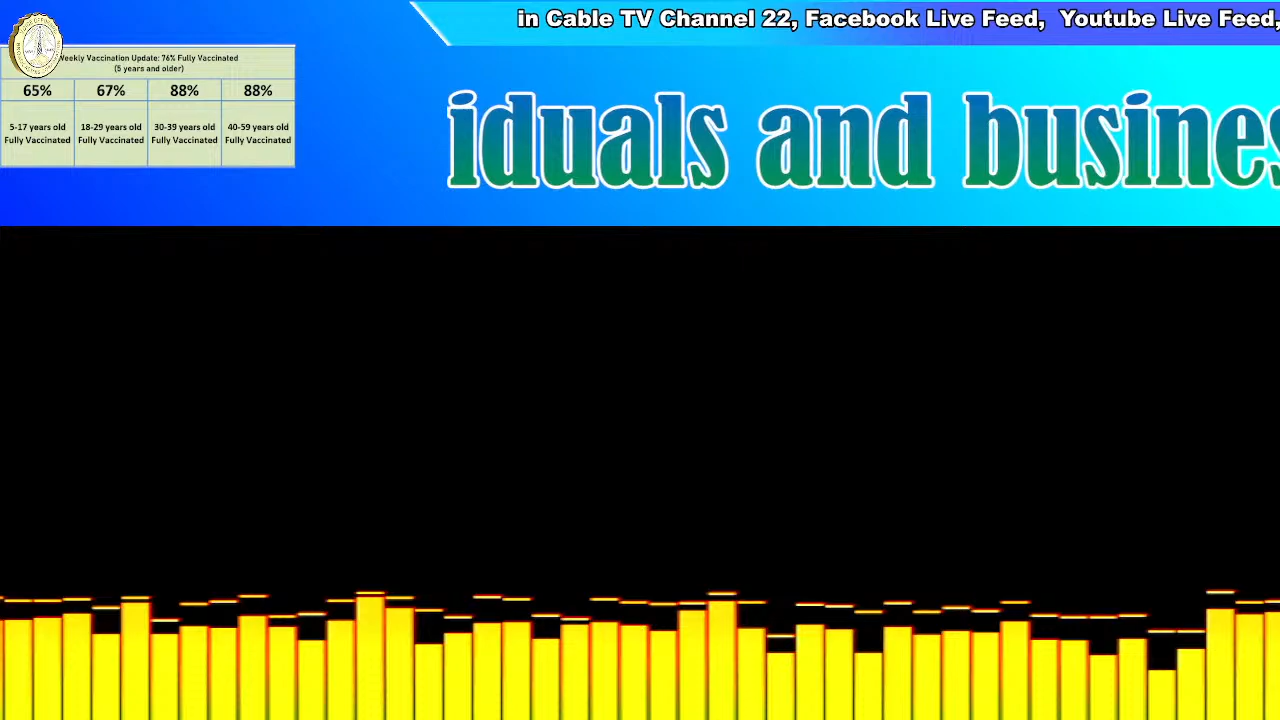 in Cable TV Channel 22, Facebook Live Feed, Youtube Live Feed,
Weekly Vaccination Update: 76% Fully Vaccinated
(5 years and older)
65% 67% 88% 88%
5-17 years old 18-29 years old 30-39 years old 40-59 years old
Fully Vaccinated Fully Vaccinated Fully Vaccinated Fully Vaccinated
iduals and busines